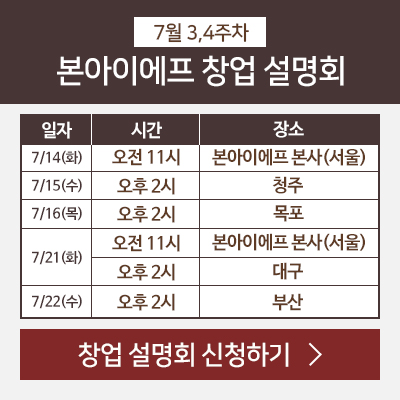 7월 3,4주차
본아이에프 창업 설명회
일자 시간 장소
7/14(화) 오전 11시 본아이에프 본사(서울)
7/15(수) 오후 2시 청주
7/16(목) 오후 2시 목포
7/21(화) 오전 11시 본아이에프 본사(서울)
오후 2시 대구
7/22(수) 오후 2시 부산
창업 설명회 신청하기 >